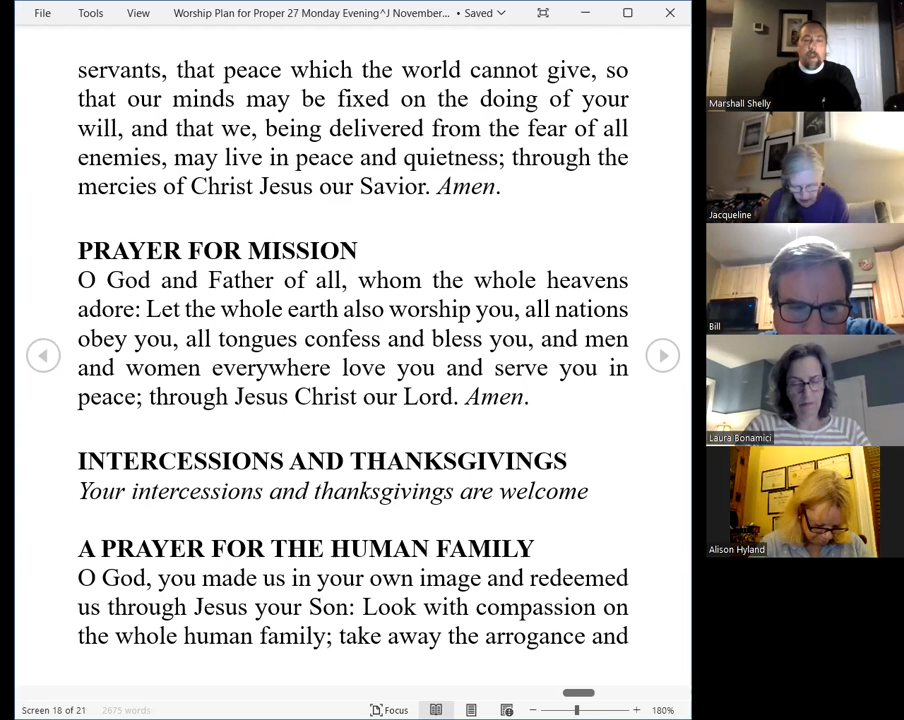 File Tools View Worship Plan for Proper 27 Monday Evening^J November... • Saved
servants, that peace which the world cannot give, so
that our minds may be fixed on the doing of your
will, and that we, being delivered from the fear of all
enemies, may live in peace and quietness; through the
mercies of Christ Jesus our Savior. Amen.
PRAYER FOR MISSION
O God and Father of all, whom the whole heavens
adore: Let the whole earth also worship you, all nations
obey you, all tongues confess and bless you, and men
and women everywhere love you and serve you in
peace; through Jesus Christ our Lord. Amen.
INTERCESSIONS AND THANKSGIVINGS
Your intercessions and thanksgivings are welcome
A PRAYER FOR THE HUMAN FAMILY
O God, you made us in your own image and redeemed
us through Jesus your Son: Look with compassion on
the whole human family; take away the arrogance and
Screen 18 of 21 2675 words Focus 180%
Marshall Shelly
Jacqueline
Bill
Laura Bonamici
Alison Hyland